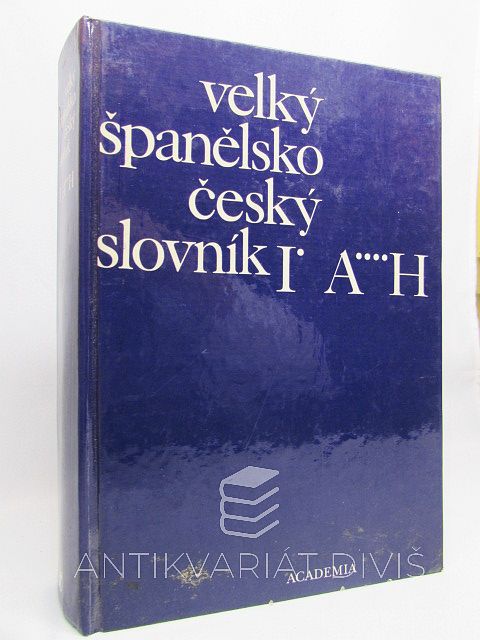 velký
španělsko
český
slovník I· A····H
ANTIKVARIÁT DIVIŠ
ACADEMIA